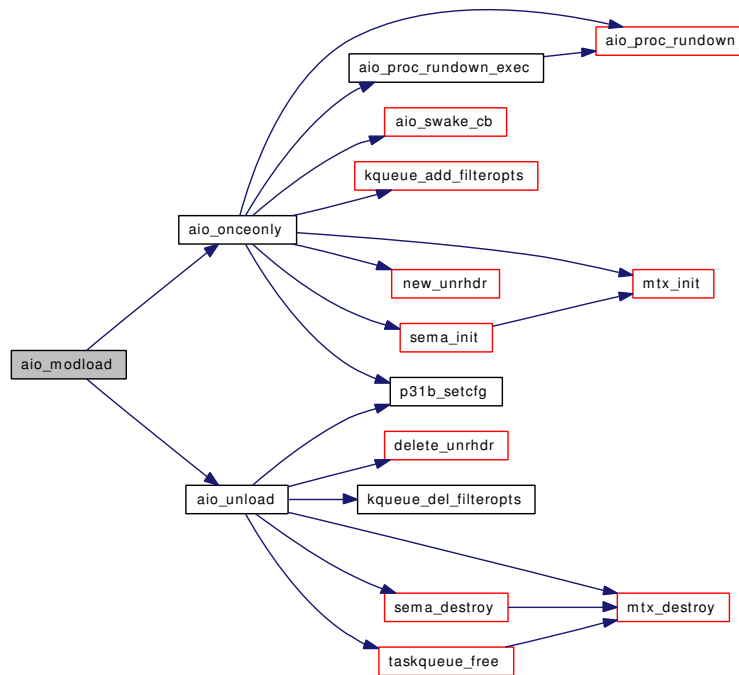 aio_proc_rundown
aio_proc_rundown_exec
aio_swake_cb
kqueue_add_filteropts
aio_onceonly
new_unrhdr
mtx_init
sema_init
aio_modload
p31b_setcfg
delete_unrhdr
aio_unload
kqueue_del_filteropts
sema_destroy
mtx_destroy
taskqueue_free